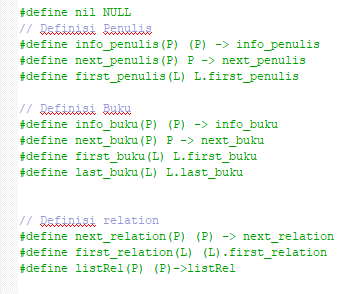 #define nil NULL
// Definisi Penulis
#define info_penulis(P) (P) -> info_penulis
#define next_penulis(P) P -> next_penulis
#define first_penulis(L) L.first_penulis
// Definisi Buku
#define info_buku(P) (P) -> info_buku
#define next_buku(P) P -> next_buku
#define first_buku(L) L.first_buku
#define last_buku(L) L.last_buku
// Definisi relation
#define next_relation(P) (P) -> next_relation
#define first_relation(L) (L).first_relation
#define listRel(P) (P)->listRel